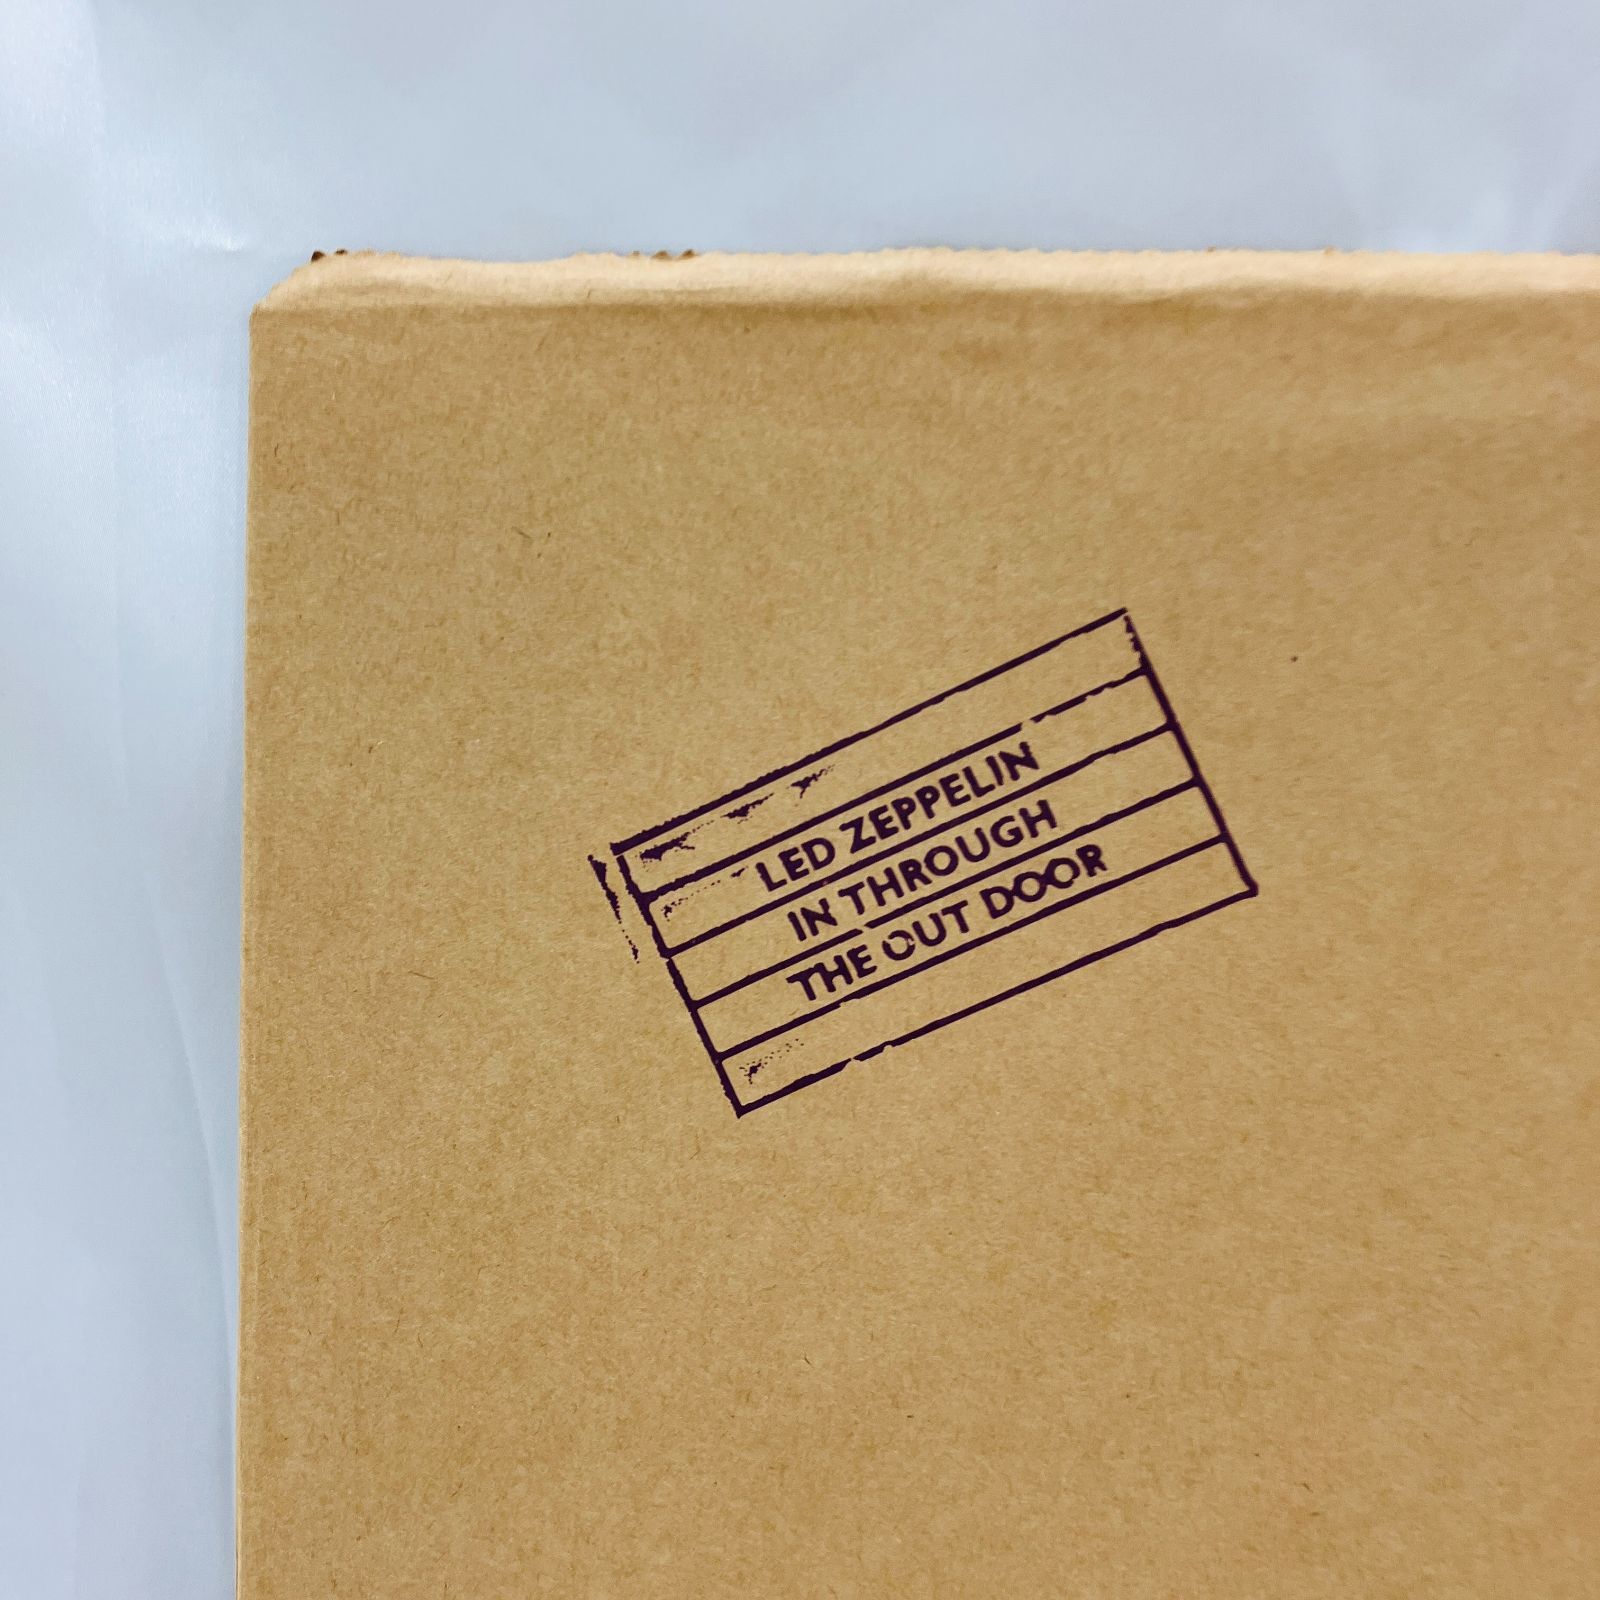 LED ZEPPELIN
IN THROUGH
THE OUT DOOR